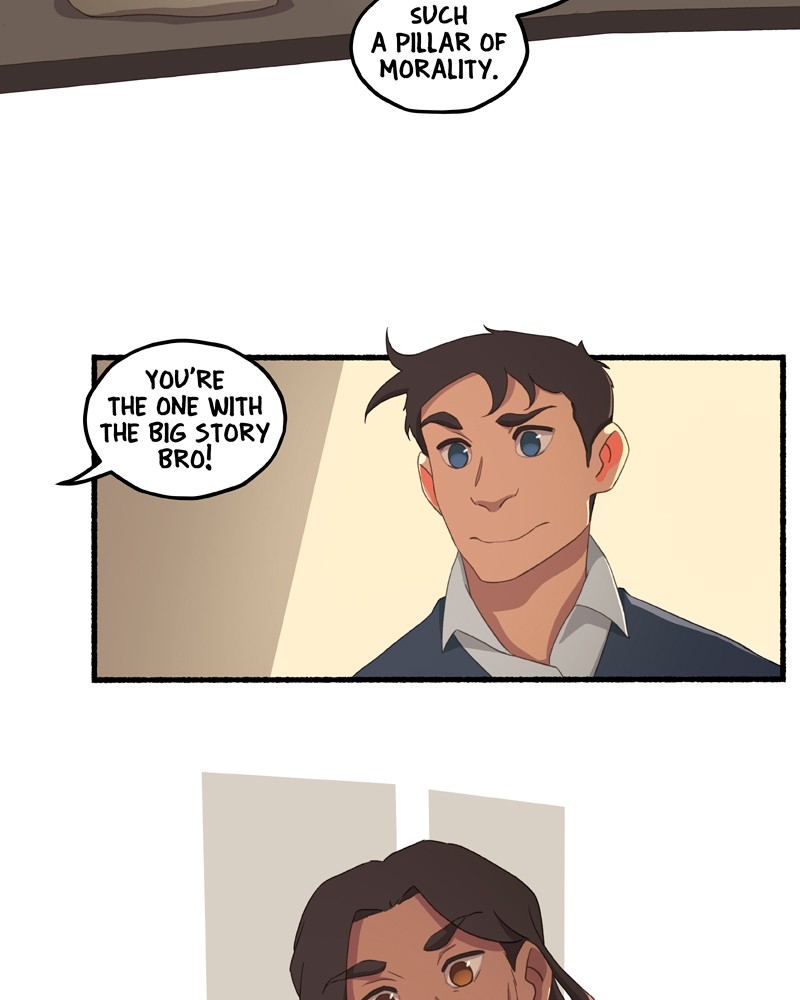 SUCH
A PILLAR OF
MORALITY.
YOU'RE
THE ONE WITH
THE BIG STORY
BRO!